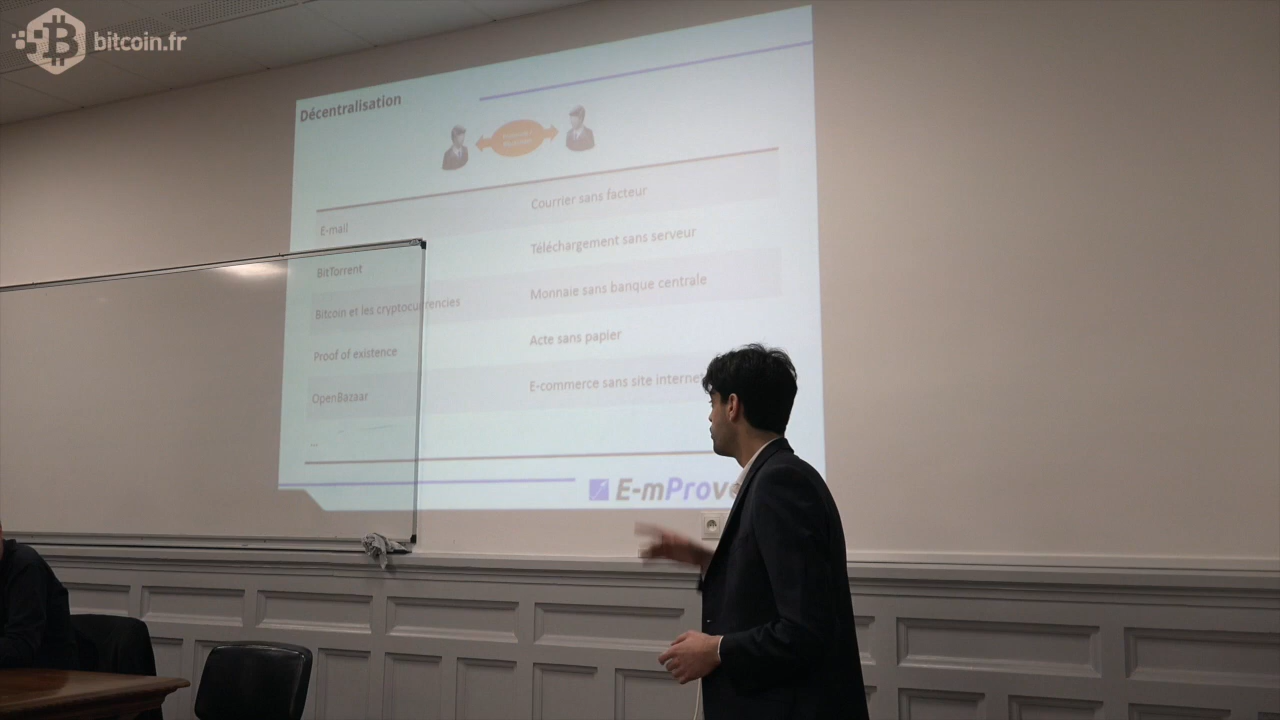 bitcoin.fr
Décentralisation
E-mail
Courrier sans facteur
BitTorrent
Téléchargement sans serveur
Bitcoin et les cryptocurrencies
Monnaie sans banque centrale
Proof of existence
Acte sans papier
OpenBazaar
E-commerce sans site internet
...
E-mProve